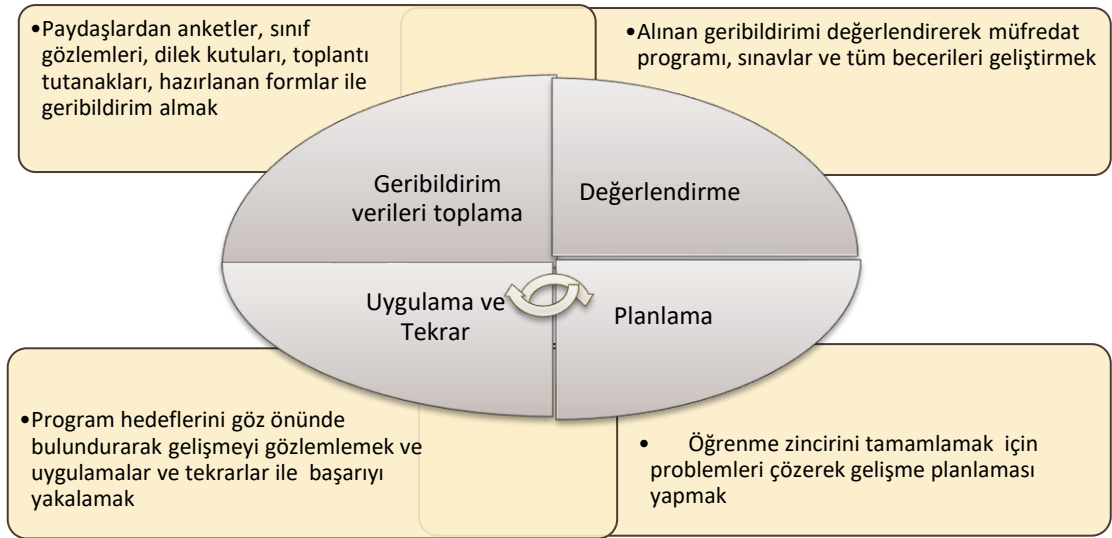 •Paydaşlardan anketler, sınıf
gözlemleri, dilek kutuları, toplantı
tutanakları, hazırlanan formlar ile
geribildirim almak
•Alınan geribildirimi değerlendirerek müfredat
programı, sınavlar ve tüm becerileri geliştirmek
Geribildirim
verileri toplama
Değerlendirme
Uygulama ve
Tekrar
Planlama
•Program hedeflerini göz önünde
bulundurarak gelişmeyi gözlemlemek ve
uygulamalar ve tekrarlar ile başarıyı
yakalamak
• Öğrenme zincirini tamamlamak için
problemleri çözerek gelişme planlaması
yapmak